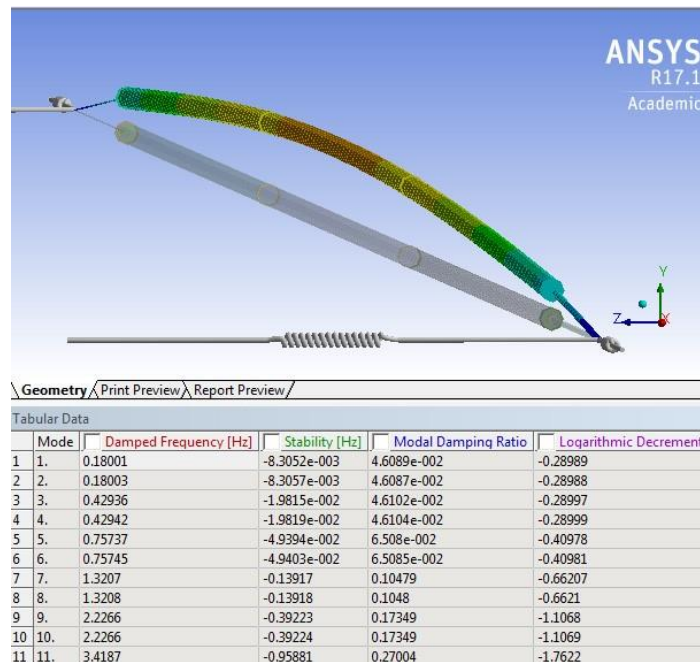 ANSYS
R17.1
Academic
Y
Z
X
Geometry Print Preview Report Preview
Tabular Data
Mode Damped Frequency [Hz] Stability [Hz] Modal Damping Ratio Logarithmic Decrement
1 1. 0.18001 -8.3052e-003 4.6089e-002 -0.28989
2 2. 0.18003 -8.3057e-003 4.6087e-002 -0.28988
3 3. 0.42936 -1.9815e-002 4.6102e-002 -0.28997
4 4. 0.42942 -1.9819e-002 4.6104e-002 -0.28999
5 5. 0.75737 -4.9394e-002 6.508e-002 -0.40978
6 6. 0.75745 -4.9403e-002 6.5085e-002 -0.40981
7 7. 1.3207 -0.13917 0.10479 -0.66207
8 8. 1.3208 -0.13918 0.1048 -0.6621
9 9. 2.2266 -0.39223 0.17349 -1.1068
10 10. 2.2266 -0.39224 0.17349 -1.1069
11 11. 3.4187 -0.95881 0.27004 -1.7622